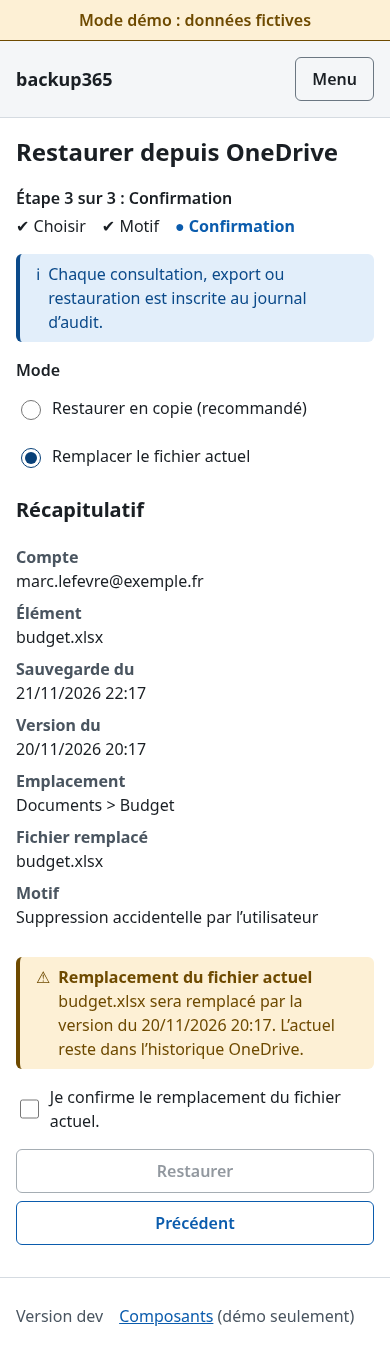 Mode démo : données fictives
backup365
Menu
Restaurer depuis OneDrive
Étape 3 sur 3 : Confirmation
✔ Choisir ✔ Motif ● Confirmation
i Chaque consultation, export ou
restauration est inscrite au journal
d’audit.
Mode
Restaurer en copie (recommandé)
Remplacer le fichier actuel
Récapitulatif
Compte
marc.lefevre@exemple.fr
Élément
budget.xlsx
Sauvegarde du
21/11/2026 22:17
Version du
20/11/2026 20:17
Emplacement
Documents > Budget
Fichier remplacé
budget.xlsx
Motif
Suppression accidentelle par l’utilisateur
⚠ Remplacement du fichier actuel
budget.xlsx sera remplacé par la
version du 20/11/2026 20:17. L’actuel
reste dans l’historique OneDrive.
Je confirme le remplacement du fichier
actuel.
Restaurer
Précédent
Version dev Composants (démo seulement)